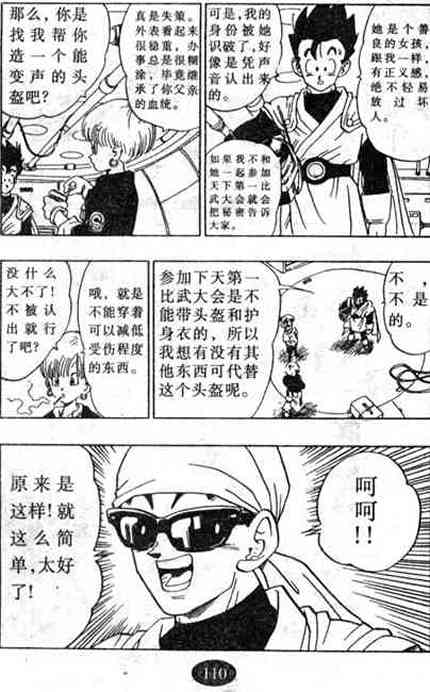 她是个善
良的女孩,
跟我一样,
有正义感,
绝不轻易
放过坏
人。
可是,我的
身份被她
识破了,好
像是凭声
音认出来
的。
如果我不和
她一起参加
天下第一比
武大会她就会
把秘密告诉
大家。
真是失策。
外表看起来
很稳重,办
事总是很糊
涂,毕竟继
承了你父亲
的血统。
那么,你是
找我帮你
造一个能
变声的头
盔吧?
不,
不是
的。
参加下天第一
比武大会是不
能带头盔和护
身衣的,所以
我想有没有其
他东西可代替
这个头盔呢。
哦,就是
不能穿着
可以减低
受伤程度
的东西。
没什么
大不了!
不被认
出就行
了吧?
呵
呵!!
原来是
这样!就
这么简
单,太好
了!
110